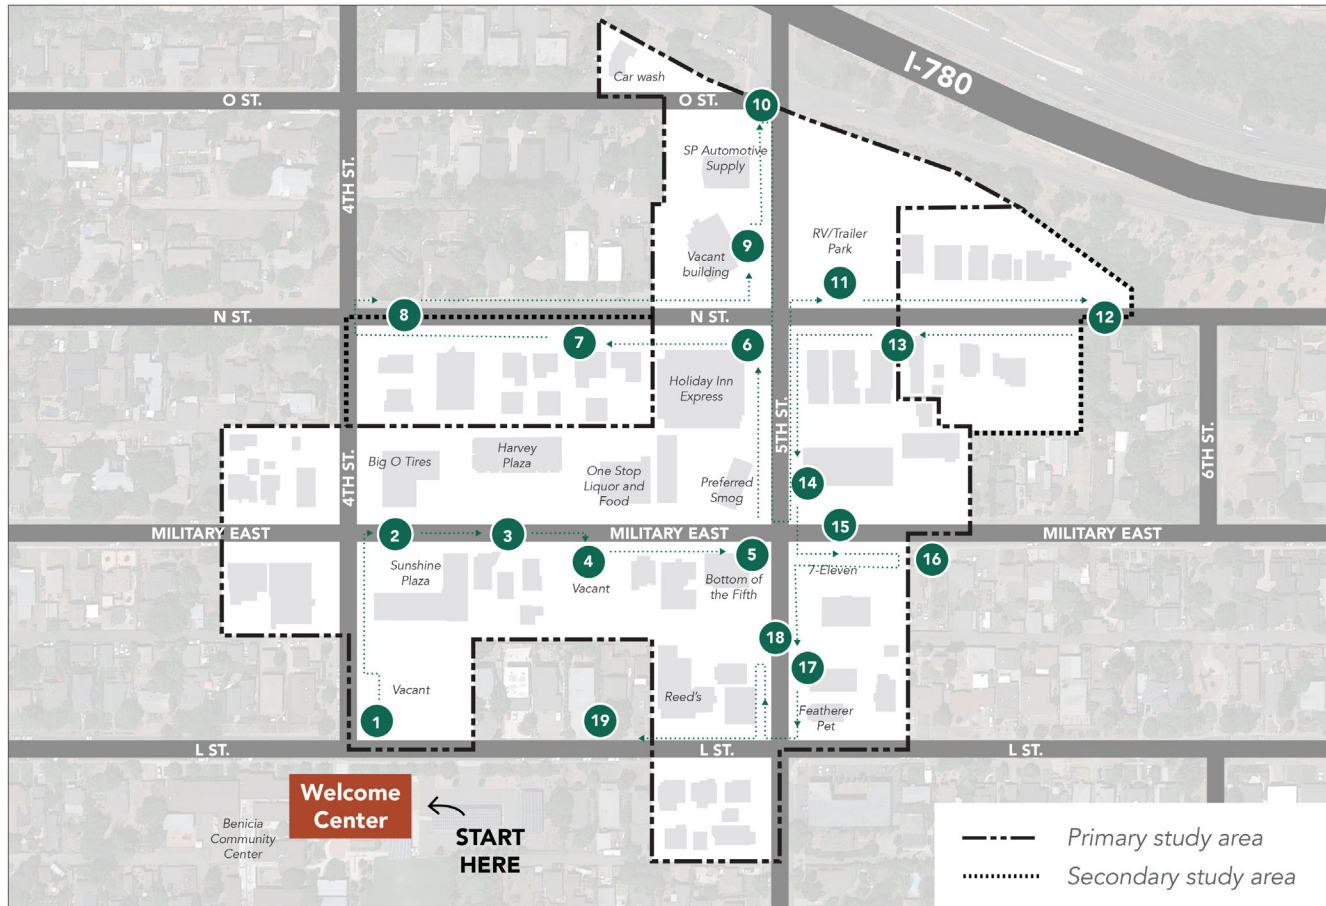 I-780
Car wash
O ST.
O ST.
10
4TH ST.
SP Automotive
Supply
9
Vacant
building
RV/Trailer
Park
11
8
N ST.
N ST.
12
7
6
13
Holiday Inn
Express
5TH ST.
6TH ST.
4TH ST.
Big O Tires
Harvey
Plaza
One Stop
Liquor and
Food
Preferred
Smog
14
MILITARY EAST
2
3
MILITARY EAST
15
MILITARY EAST
4
5
16
Sunshine
Plaza
Vacant
Bottom of
the Fifth
7-Eleven
18
17
Vacant
Reed's
Featherer
Pet
1
19
L ST.
L ST.
L ST.
Welcome
Center
START
HERE
Benicia
Community
Center
Primary study area
Secondary study area